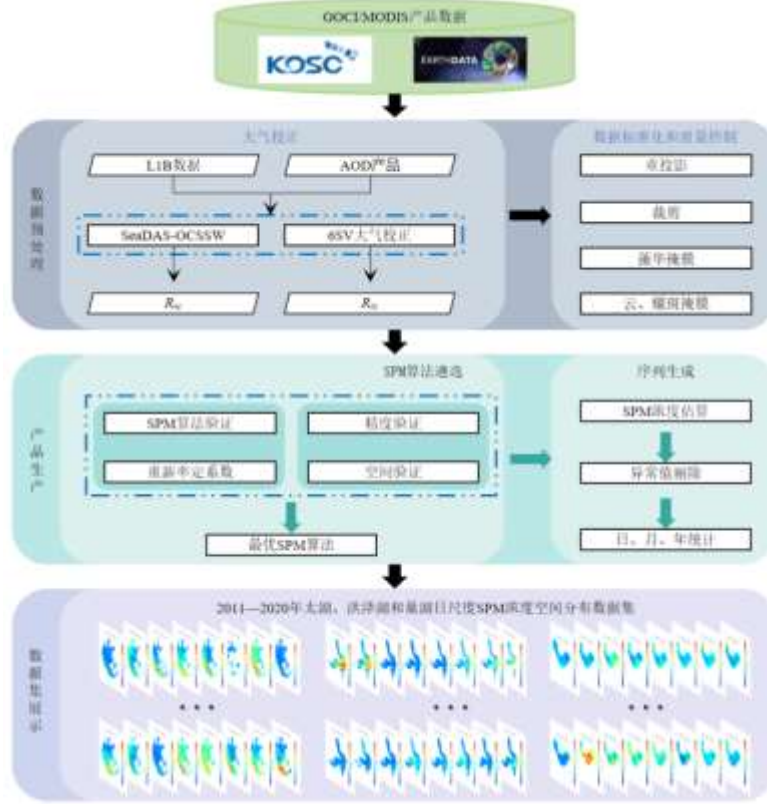 GOCI/MODIS产品数据
KOSC
EARTHDATA
数据预处理
大气校正
L1B数据
AOD产品
SeaDAS-OCSSW
6SV大气校正
数据标准化和质量控制
重投影
裁剪
藻华掩膜
云、耀斑掩膜
产品生产
SPM算法遴选
SPM算法验证
精度验证
重新率定系数
空间验证
最优SPM算法
序列生成
SPM浓度估算
异常值剔除
日、月、年统计
数据集展示
2011—2020年太湖、洪泽湖和巢湖日尺度SPM浓度空间分布数据集